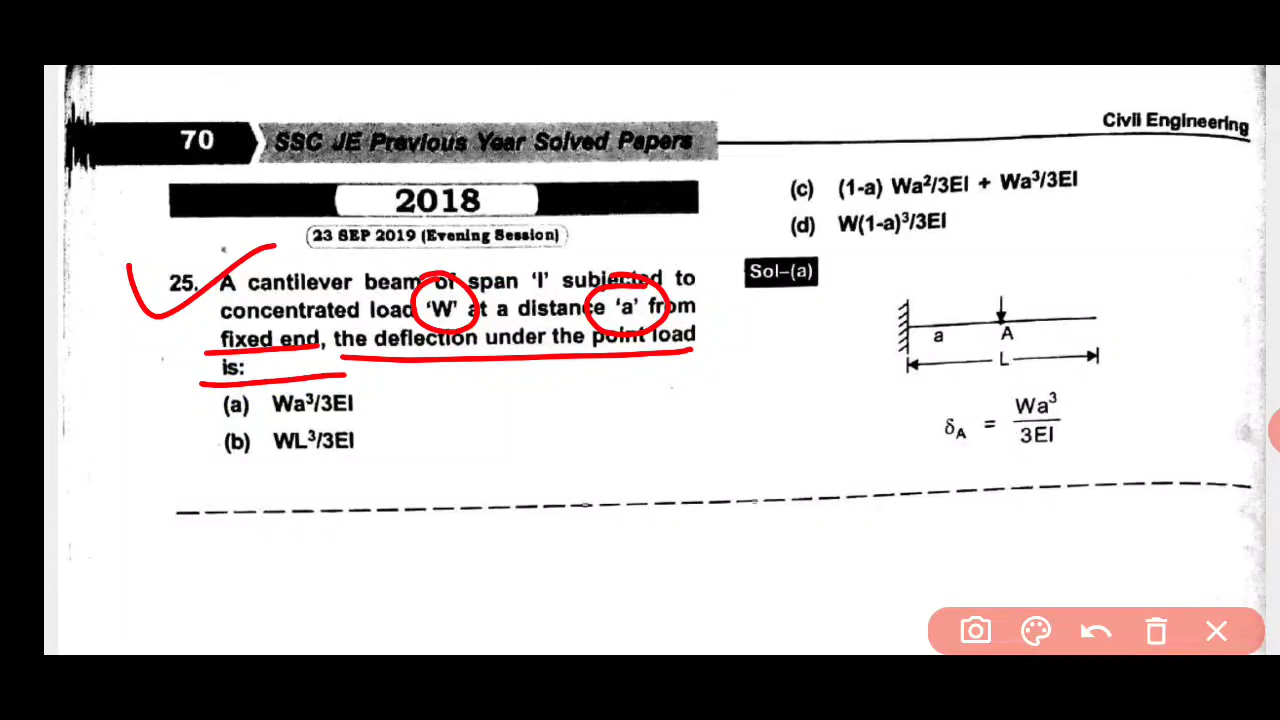 70
SSC JE Previous Year Solved Papers
Civil Engineering
2018
23 SEP 2019 (Evening Session)
25. A cantilever beam of span 'l' subjected to
concentrated load 'W' at a distance 'a' from
fixed end, the deflection under the point load
is:
(a) Wa³/3EI
(b) WL³/3EI
(c) (1-a) Wa²/3EI + Wa³/3EI
(d) W(1-a)³/3EI
Sol–(a)
a A
L
δA = Wa³
3EI